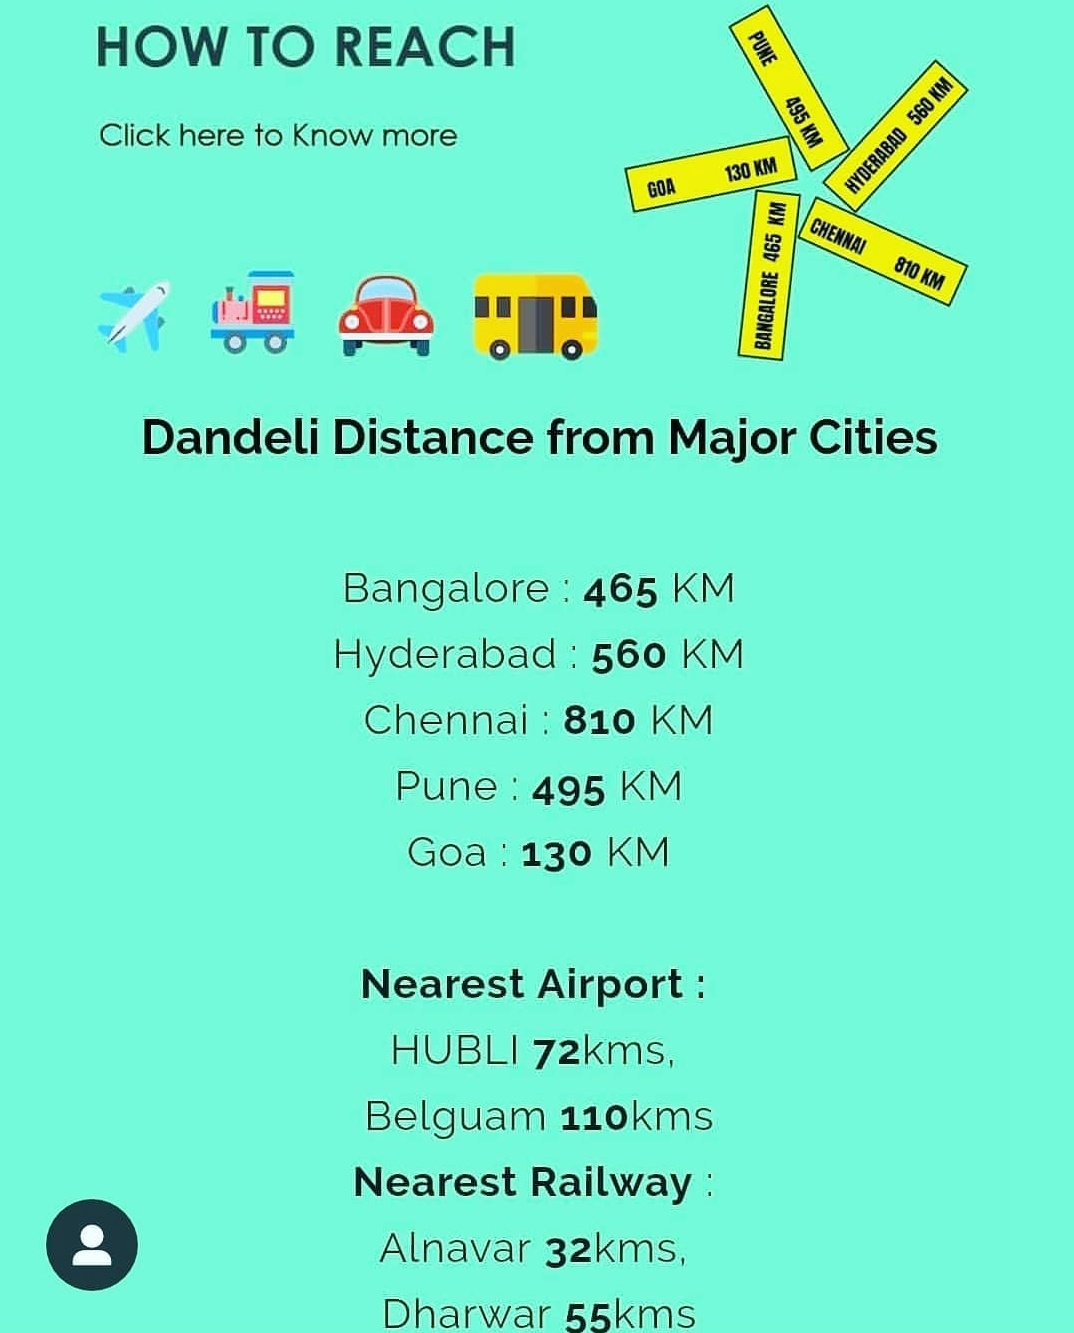 HOW TO REACH
Click here to Know more
PUNE 495 KM
HYDERABAD 560 KM
GOA 130 KM
CHENNAI 810 KM
BANGALORE 465 KM
Dandeli Distance from Major Cities
Bangalore : 465 KM
Hyderabad : 560 KM
Chennai : 810 KM
Pune : 495 KM
Goa : 130 KM
Nearest Airport :
HUBLI 72kms,
Belguam 110kms
Nearest Railway :
Alnavar 32kms,
Dharwar 55kms